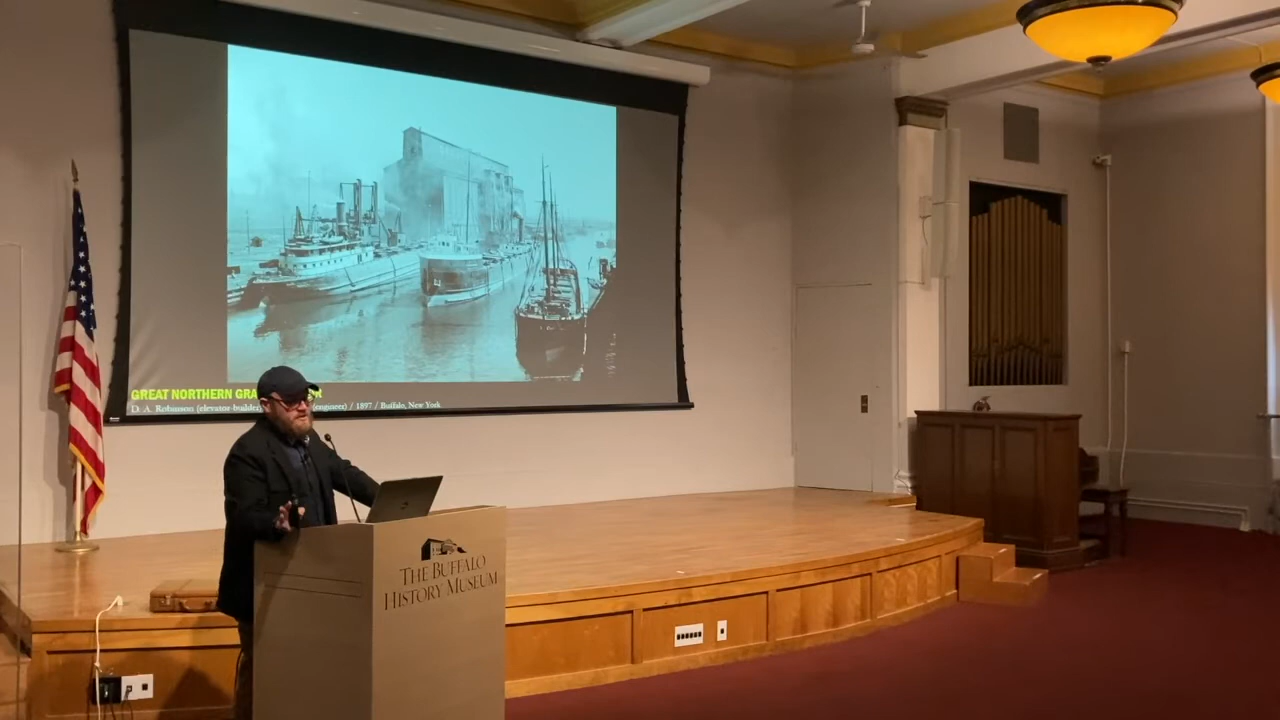 GREAT NORTHERN GRA
D. A. Robinson (elevator-builder) engineer) / 1897 / Buffalo, New York
THE BUFFALO
HISTORY MUSEUM